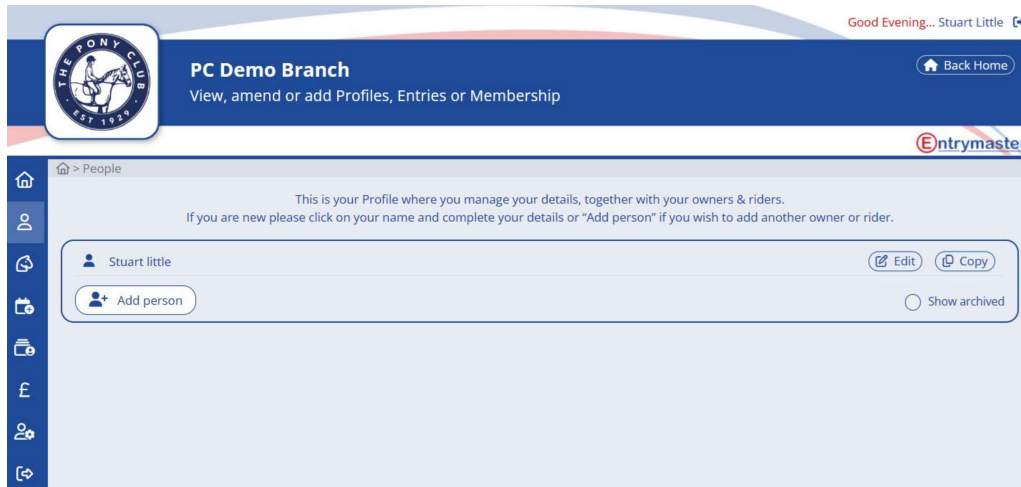 Good Evening... Stuart Little
THE PONY CLUB
EST 1929
PC Demo Branch
View, amend or add Profiles, Entries or Membership
Back Home
Entrymaste
> People
This is your Profile where you manage your details, together with your owners & riders.
If you are new please click on your name and complete your details or “Add person” if you wish to add another owner or rider.
Stuart little
Edit
Copy
Add person
Show archived
£